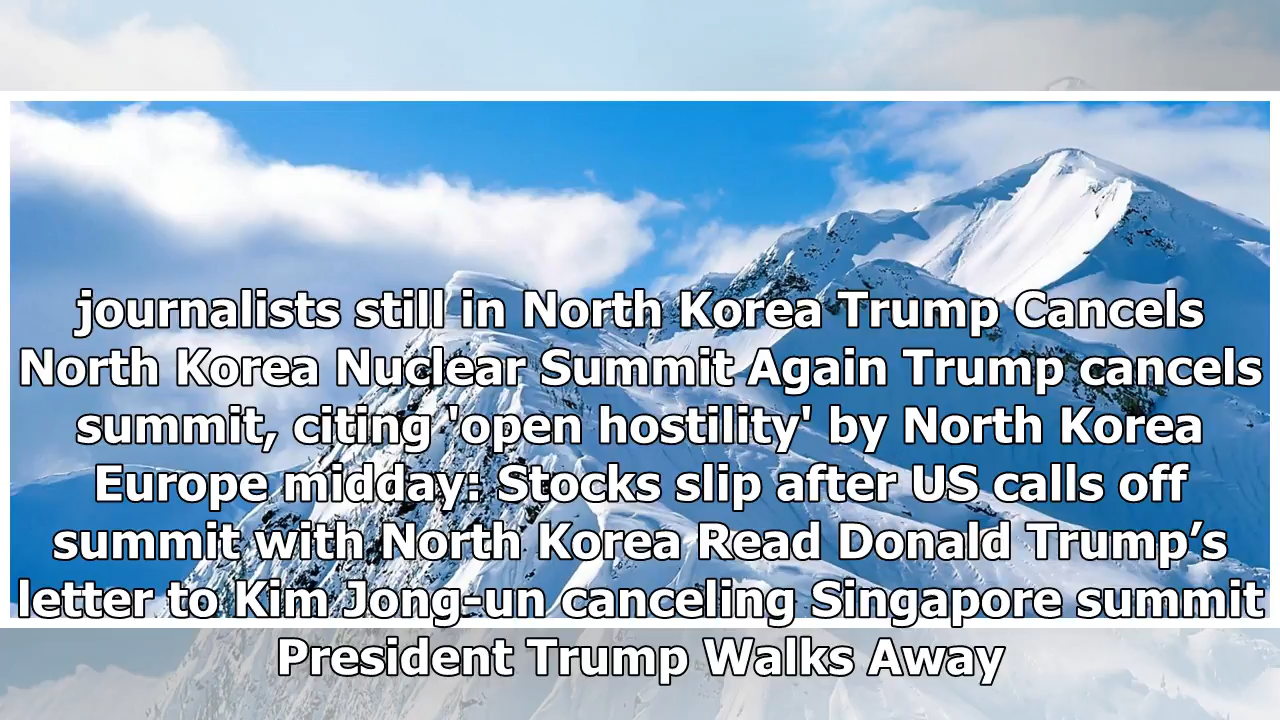 journalists still in North Korea Trump Cancels
North Korea Nuclear Summit Again Trump cancels
summit, citing 'open hostility' by North Korea
Europe midday: Stocks slip after US calls off
summit with North Korea Read Donald Trump’s
letter to Kim Jong-un canceling Singapore summit
President Trump Walks Away